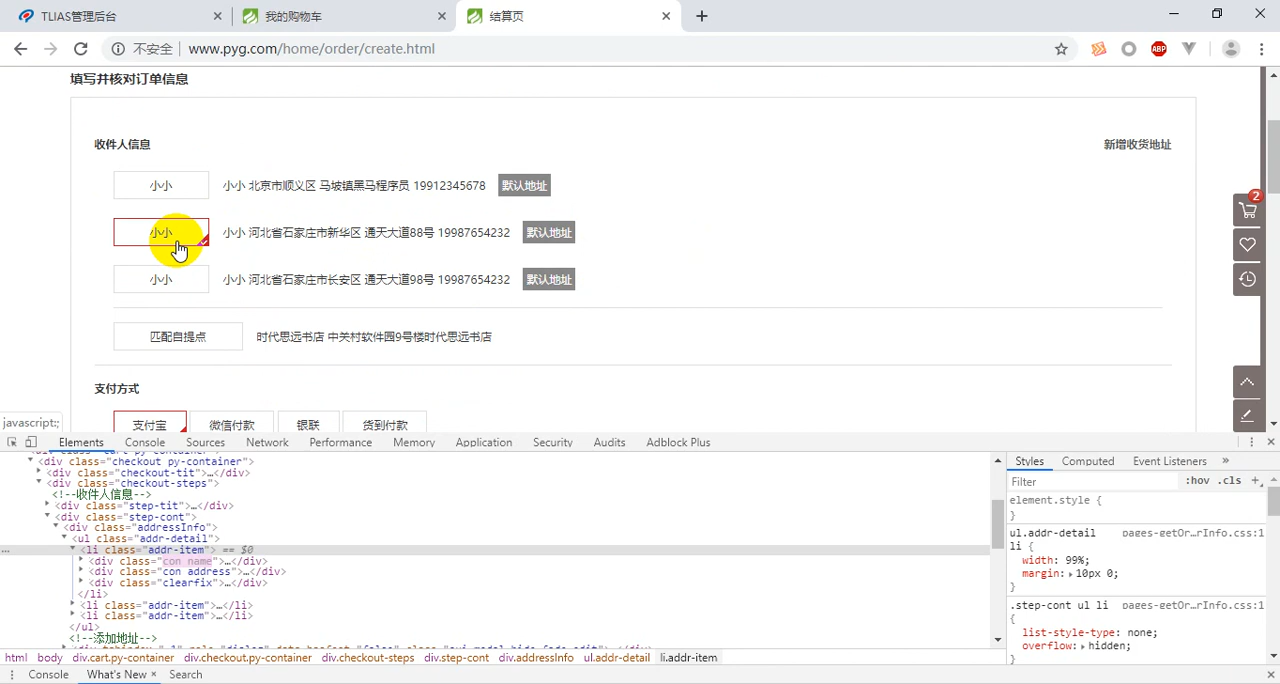 TLIAS管理后台
我的购物车
结算页
不安全 www.pyg.com/home/order/create.html
ABP
填写并核对订单信息
收件人信息
新增收货地址
小小 小小 北京市顺义区 马坡镇黑马程序员 19912345678 默认地址
小小 小小 河北省石家庄市新华区 通天大道88号 19987654232 默认地址
小小 小小 河北省石家庄市长安区 通天大道98号 19987654232 默认地址
2
匹配自提点 时代思远书店 中关村软件园9号楼时代思远书店
支付方式
支付宝 微信付款 银联 货到付款
javascript:;
Elements Console Sources Network Performance Memory Application Security Audits Adblock Plus
<div class="checkout py-container">
<div class="checkout-tit">…</div>
<div class="checkout-steps">
<!--收件人信息-->
<div class="step-tit">…</div>
<div class="step-cont">
<div class="addressInfo">
<ul class="addr-detail">
<li class="addr-item"> == $0
<div class="con name">…</div>
<div class="con address">…</div>
<div class="clearfix">…</div>
</li>
<li class="addr-item">…</li>
<li class="addr-item">…</li>
</ul>
<!--添加地址-->
html body div.cart.py-container div.checkout.py-container div.checkout-steps div.step-cont div.addressInfo ul.addr-detail li.addr-item
Styles Computed Event Listeners »
Filter :hov .cls +
element.style {
}
ul.addr-detail li { pages-getOr…rInfo.css:1
width: 99%;
margin: 10px 0;
}
.step-cont ul li { pages-getOr…rInfo.css:1
list-style-type: none;
overflow: hidden;
}
Console What's New × Search